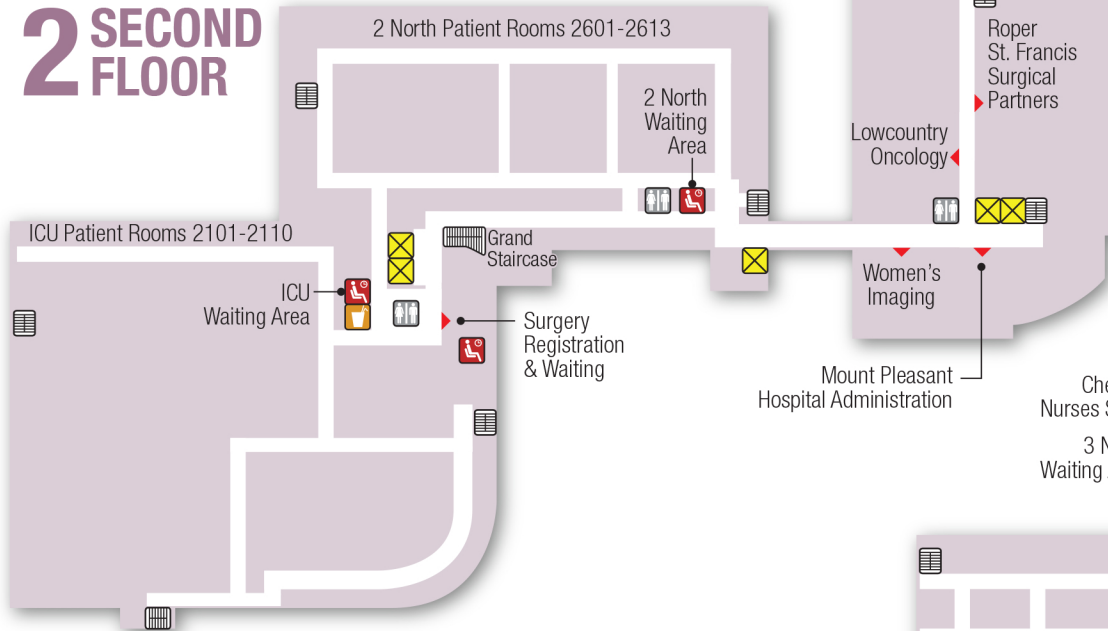 2 SECOND
FLOOR
2 North Patient Rooms 2601-2613
2 North
Waiting
Area
Roper
St. Francis
Surgical
Partners
Lowcountry
Oncology
ICU Patient Rooms 2101-2110
Grand
Staircase
ICU
Waiting Area
Surgery
Registration
& Waiting
Women's
Imaging
Mount Pleasant
Hospital Administration
Che
Nurses S
3 N
Waiting